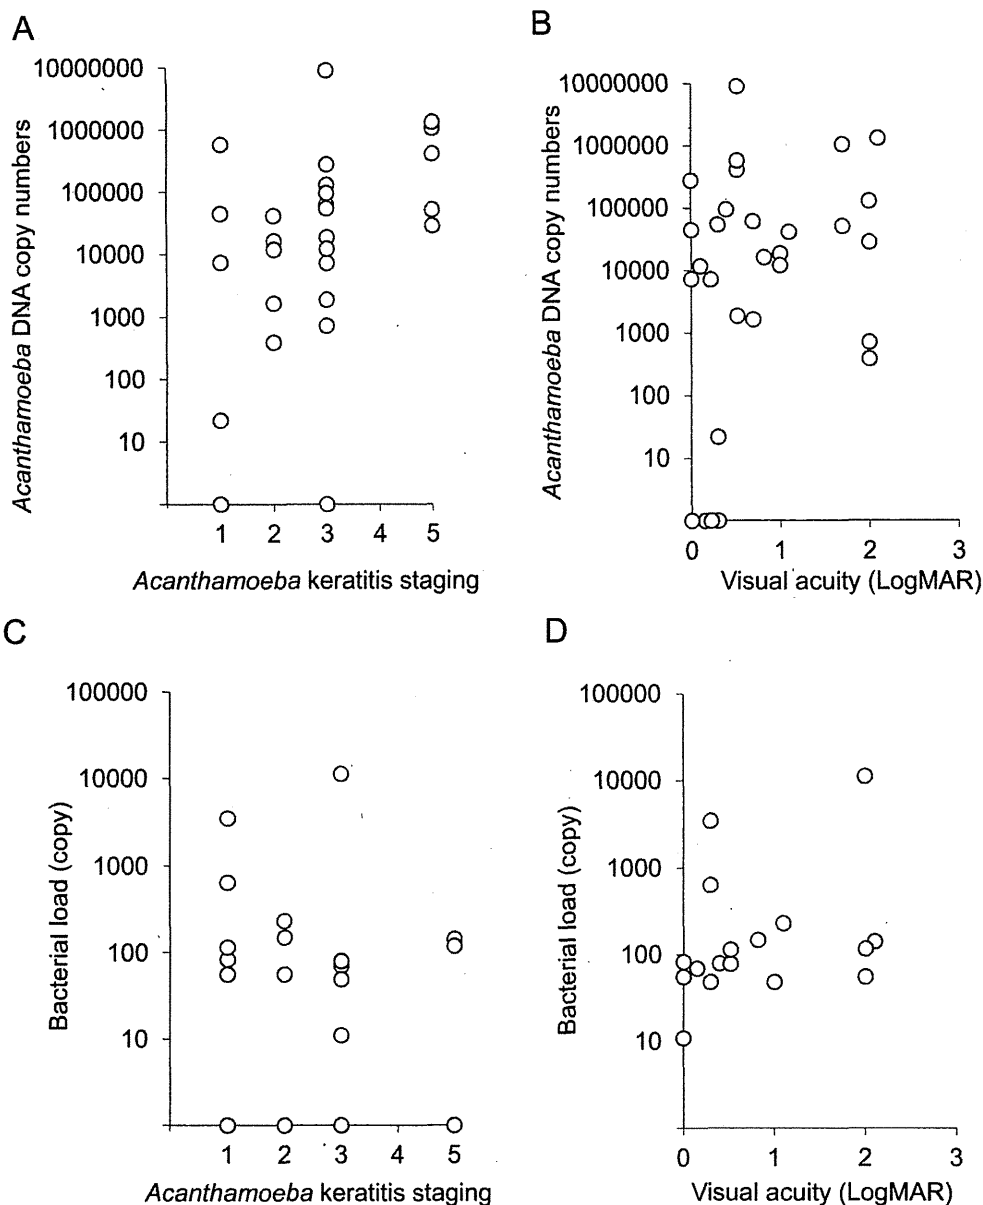 A
10000000
1000000
100000
10000
1000
100
10
1 2 3 4 5
Acanthamoeba DNA copy numbers
Acanthamoeba keratitis staging
B
10000000
1000000
100000
10000
1000
100
10
0 1 2 3
Acanthamoeba DNA copy numbers
Visual acuity (LogMAR)
C
100000
10000
1000
100
10
1 2 3 4 5
Bacterial load (copy)
Acanthamoeba keratitis staging
D
100000
10000
1000
100
10
0 1 2 3
Bacterial load (copy)
Visual acuity (LogMAR)